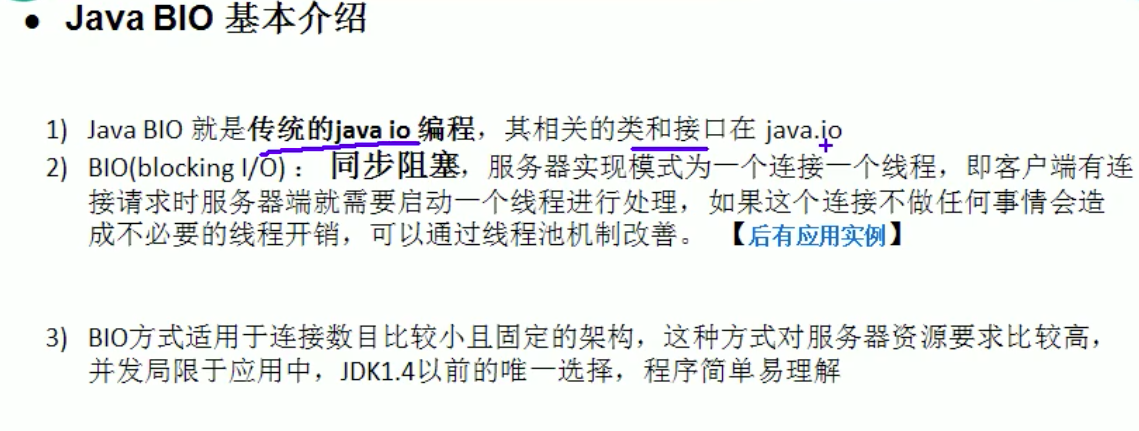 ● Java BIO 基本介绍
1) Java BIO 就是传统的java io 编程，其相关的类和接口在 java.io
2) BIO(blocking I/O)： 同步阻塞，服务器实现模式为一个连接一个线程，即客户端有连
接请求时服务器端就需要启动一个线程进行处理，如果这个连接不做任何事情会造
成不必要的线程开销，可以通过线程池机制改善。 【后有应用实例】
3) BIO方式适用于连接数目比较小且固定的架构，这种方式对服务器资源要求比较高，
并发局限于应用中，JDK1.4以前的唯一选择，程序简单易理解